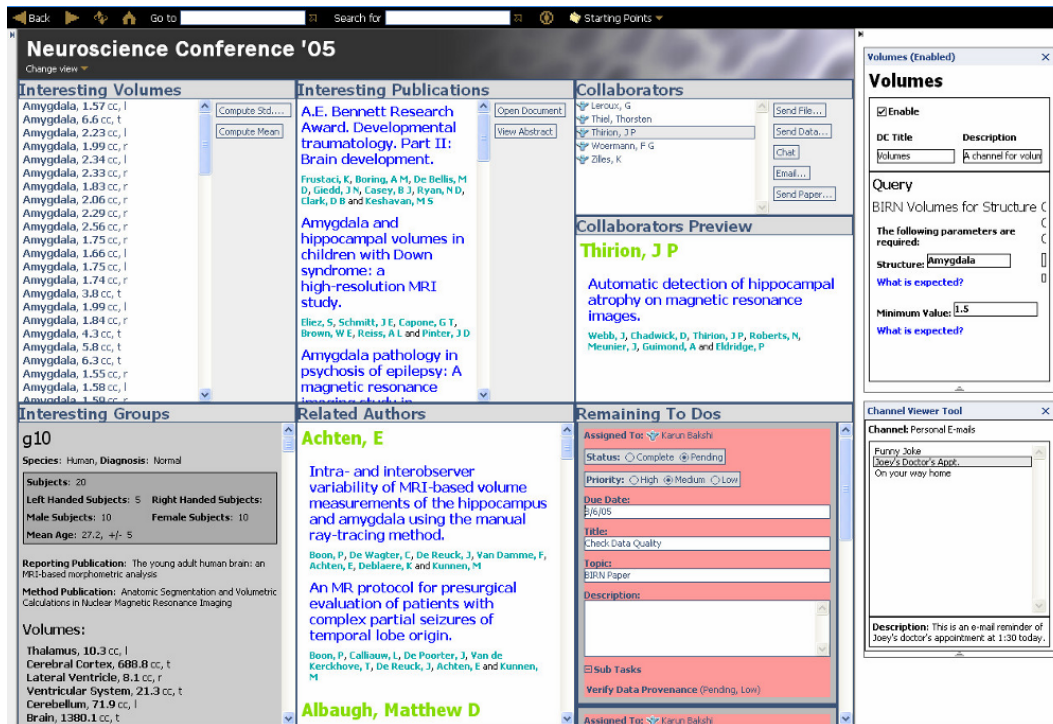 Back
Go to
Search for
Starting Points
Neuroscience Conference '05
Change view
Interesting Volumes
Amygdala, 1.57 cc, l
Amygdala, 6.6 cc, t
Amygdala, 2.23 cc, l
Amygdala, 1.99 cc, r
Amygdala, 2.34 cc, l
Amygdala, 2.33 cc, r
Amygdala, 1.83 cc, r
Amygdala, 2.06 cc, r
Amygdala, 2.29 cc, r
Amygdala, 2.56 cc, r
Amygdala, 1.75 cc, r
Amygdala, 1.66 cc, l
Amygdala, 1.75 cc, l
Amygdala, 1.74 cc, r
Amygdala, 3.8 cc, t
Amygdala, 1.99 cc, l
Amygdala, 1.84 cc, r
Amygdala, 4.3 cc, t
Amygdala, 5.8 cc, t
Amygdala, 6.3 cc, t
Amygdala, 1.55 cc, r
Amygdala, 1.58 cc, l
Amygdala, 1.59 cc, r
Compute Std....
Compute Mean
Interesting Publications
A.E. Bennett Research
Award. Developmental
traumatology. Part II:
Brain development.
Frustaci, K, Boring, A M, De Bellis, M
D, Giedd, J N, Casey, B J, Ryan, N D,
Clark, D B and Keshavan, M S
Amygdala and
hippocampal volumes in
children with Down
syndrome: a
high-resolution MRI
study.
Eliez, S, Schmitt, J E, Capone, G T,
Brown, W E, Reiss, A L and Pinter, J D
Amygdala pathology in
psychosis of epilepsy: A
magnetic resonance
imaging study in
Open Document
View Abstract
Collaborators
Leroux, G
Thiel, Thorsten
Thirion, J P
Woermann, F G
Zilles, K
Send File...
Send Data...
Chat
Email...
Send Paper...
Collaborators Preview
Thirion, J P
Automatic detection of hippocampal
atrophy on magnetic resonance
images.
Webb, J, Chadwick, D, Thirion, J P, Roberts, N,
Meunier, J, Guimond, A and Eldridge, P
Interesting Groups
g10
Species: Human, Diagnosis: Normal
Subjects: 20
Left Handed Subjects: 5 Right Handed Subjects:
Male Subjects: 10 Female Subjects: 10
Mean Age: 27.2, +/- 5
Reporting Publication: The young adult human brain: an
MRI-based morphometric analysis
Method Publication: Anatomic Segmentation and Volumetric
Calculations in Nuclear Magnetic Resonance Imaging
Volumes:
Thalamus, 10.3 cc, l
Cerebral Cortex, 688.8 cc, t
Lateral Ventricle, 8.1 cc, r
Ventricular System, 21.3 cc, t
Cerebellum, 71.9 cc, l
Brain, 1380.1 cc, t
Related Authors
Achten, E
Intra- and interobserver
variability of MRI-based volume
measurements of the hippocampus
and amygdala using the manual
ray-tracing method.
Boon, P, De Wagter, C, De Reuck, J, Van Damme, F,
Achten, E, Deblaere, K and Kunnen, M
An MR protocol for presurgical
evaluation of patients with
complex partial seizures of
temporal lobe origin.
Boon, P, Calliauw, L, De Poorter, J, Van de
Kerckhove, T, De Reuck, J, Achten, E and Kunnen,
M
Albaugh, Matthew D
Remaining To Dos
Assigned To: Karun Bakshi
Status: Complete Pending
Priority: High Medium Low
Due Date:
3/6/05
Title:
Check Data Quality
Topic:
BIRN Paper
Description:
Sub Tasks
Verify Data Provenance (Pending, Low)
Assigned To: Karun Bakshi
Volumes (Enabled)
Volumes
Enable
DC Title Description
Volumes A channel for volun
Query
BIRN Volumes for Structure
The following parameters are
required:
Structure: Amygdala
What is expected?
Minimum Value: 1.5
What is expected?
Channel Viewer Tool
Channel: Personal E-mails
Funny Joke
Joey's Doctor's Appt.
On your way home
Description: This is an e-mail reminder of
Joey's doctor's appointment at 1:30 today.